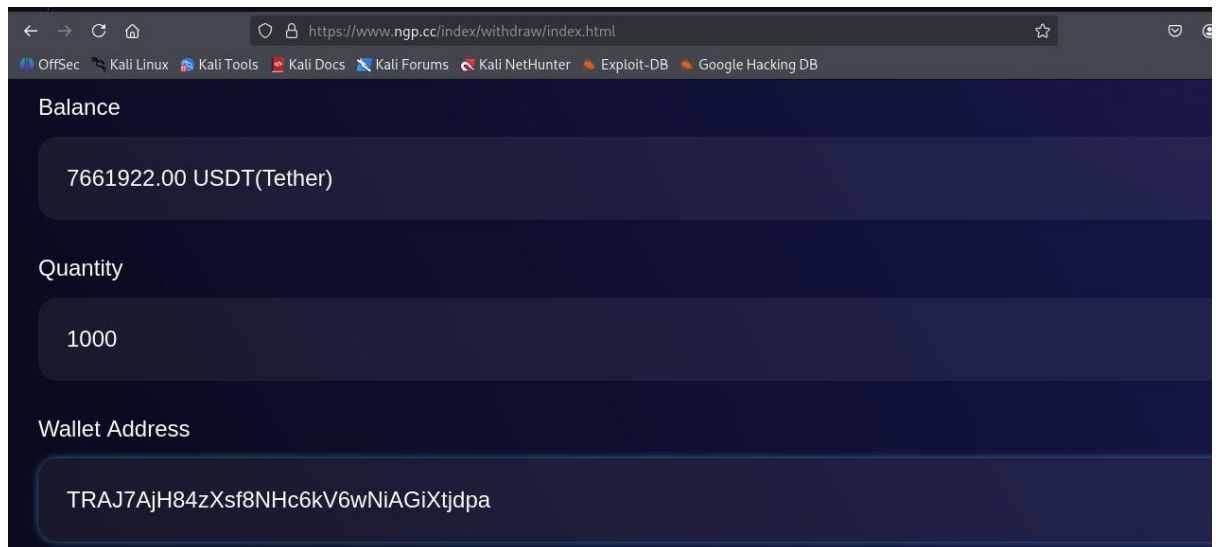 https://www.ngp.cc/index/withdraw/index.html
OffSec Kali Linux Kali Tools Kali Docs Kali Forums Kali NetHunter Exploit-DB Google Hacking DB
Balance
7661922.00 USDT(Tether)
Quantity
1000
Wallet Address
TRAJ7AjH84zXsf8NHc6kV6wNiAGiXtjdpa